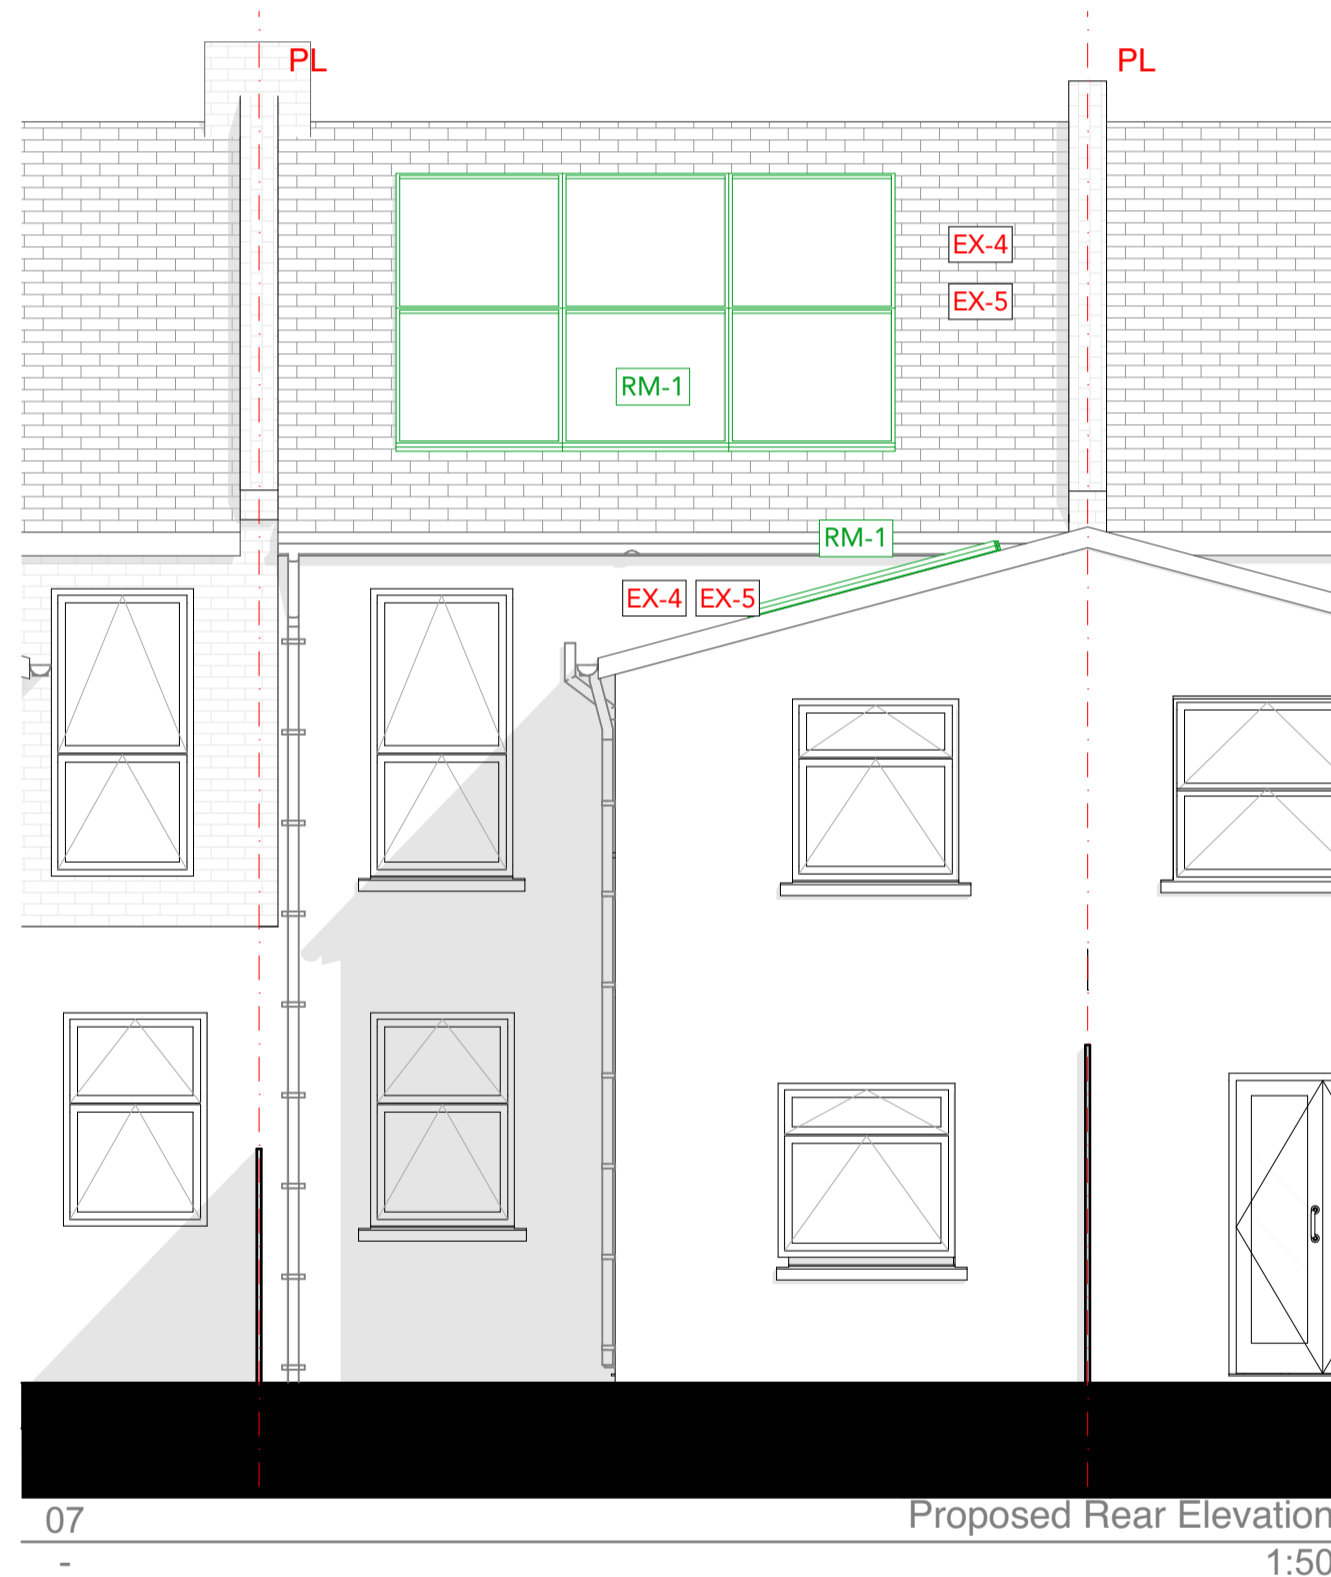 PL
PL
EX-4
EX-5
RM-1
RM-1
EX-4 EX-5
07
Proposed Rear Elevation
-
1:50